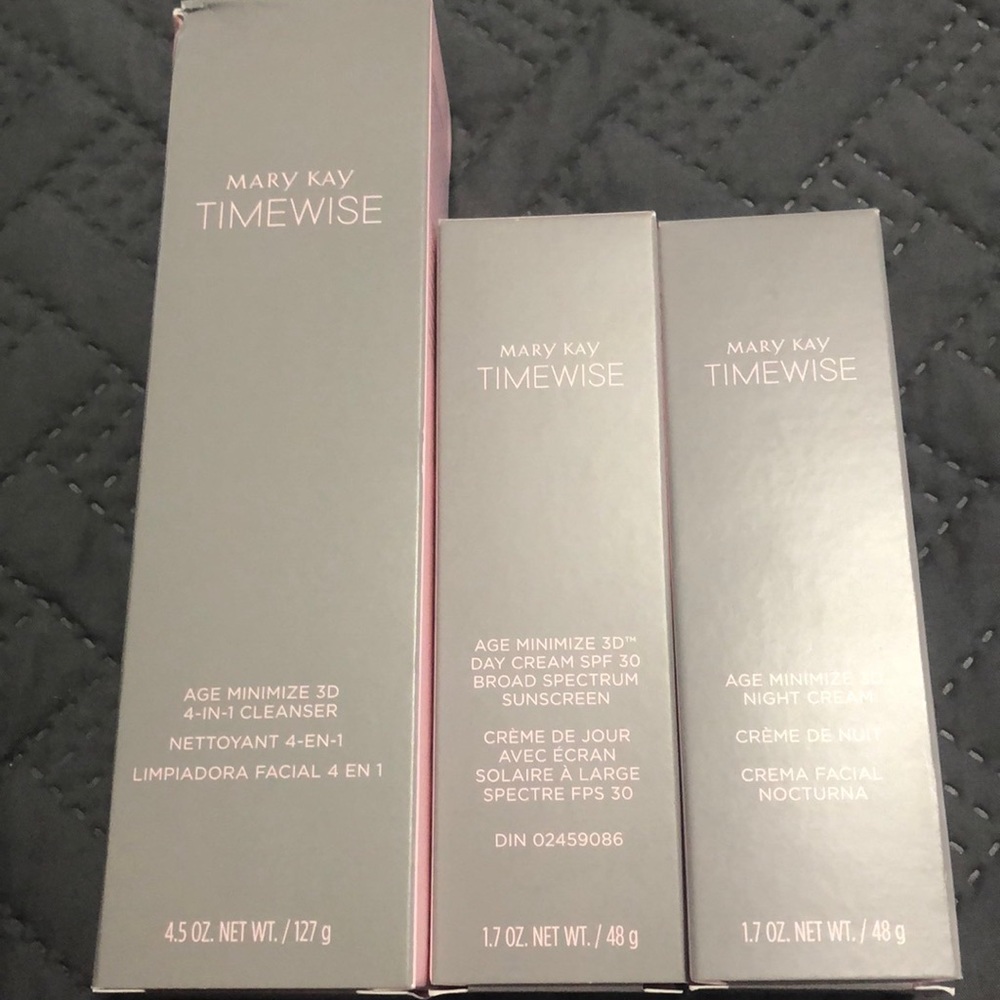 MARY KAY
TIMEWISE
AGE MINIMIZE 3D
4-IN-1 CLEANSER
NETTOYANT 4-EN-1
LIMPIADORA FACIAL 4 EN 1
4.5 OZ. NET WT. / 127 g
MARY KAY
TIMEWISE
AGE MINIMIZE 3D™
DAY CREAM SPF 30
BROAD SPECTRUM
SUNSCREEN
CRÈME DE JOUR
AVEC ÉCRAN
SOLAIRE À LARGE
SPECTRE FPS 30
DIN 02459086
1.7 OZ. NET WT. / 48 g
MARY KAY
TIMEWISE
AGE MINIMIZE 3D
NIGHT CREAM
CRÈME DE NUIT
CREMA FACIAL
NOCTURNA
1.7 OZ. NET WT. / 48 g